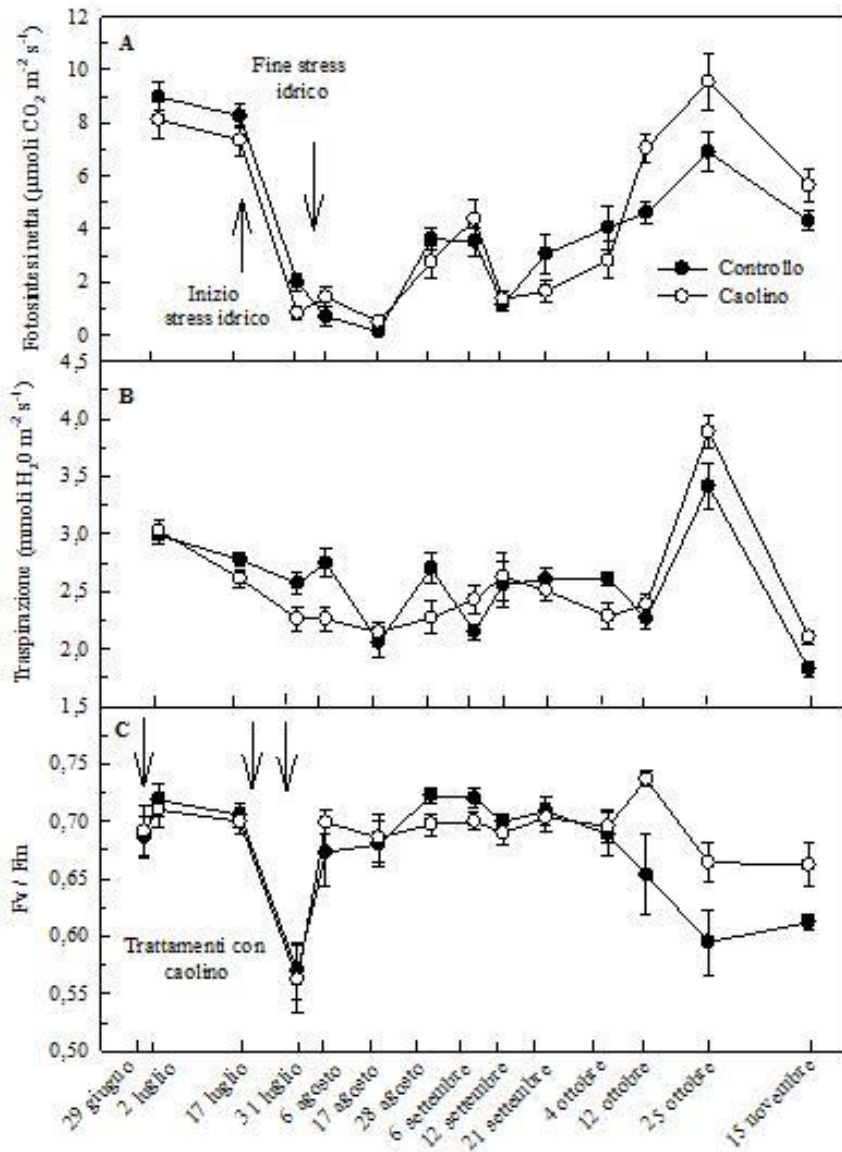 12
10
8
6
4
2
0
Fotosintesi netta (µmoli CO₂ m⁻² s⁻¹)
A
Fine stress
idrico
Inizio
stress idrico
Controllo
Caolino
4,5
4,0
3,5
3,0
2,5
2,0
1,5
Traspirazione (mmoli H₂0 m⁻² s⁻¹)
B
0,75
0,70
0,65
0,60
0,55
0,50
Fv / Fm
C
Trattamenti con
caolino
29 giugno
2 luglio
17 luglio
31 luglio
6 agosto
17 agosto
28 agosto
6 settembre
12 settembre
21 settembre
4 ottobre
12 ottobre
25 ottobre
15 novembre